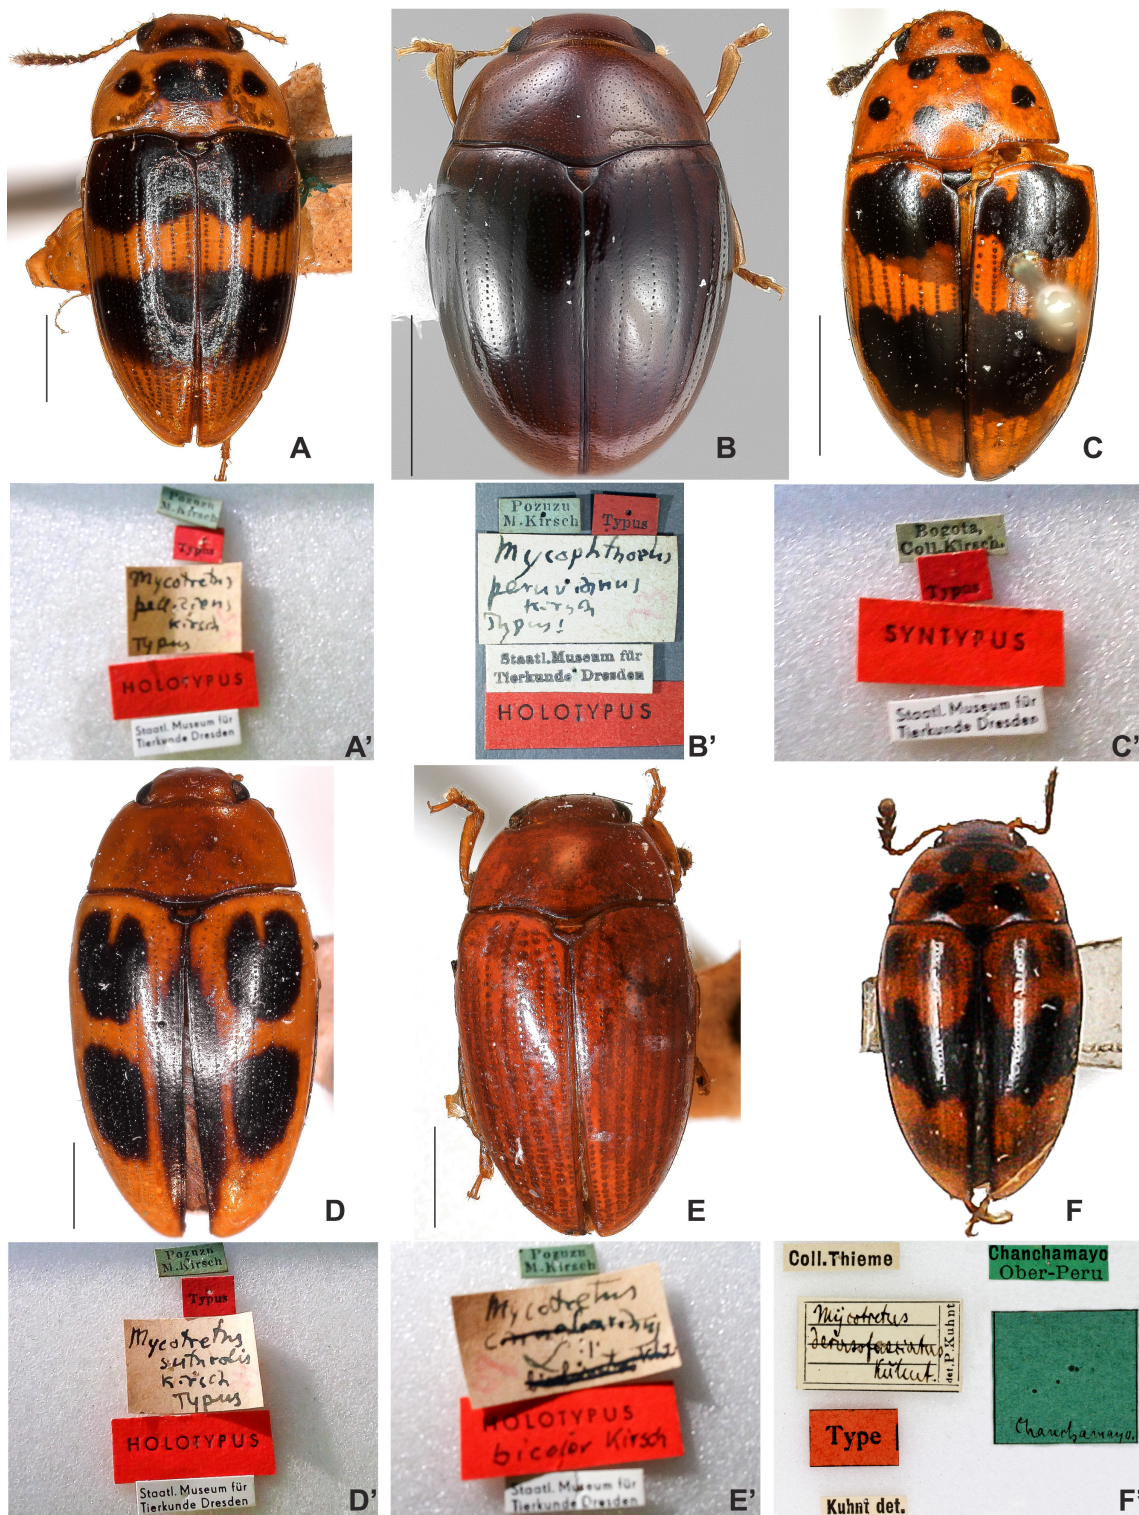 A
B
C
Pozuzu
M.Kirsch
Typus
Mycotretus
Kirsch
Typus
HOLOTYPUS
Staatl. Museum für
Tierkunde Dresden
A'
Pozuzu
M.Kirsch
Typus
Mycophthorus
peruvianus
Kirsch
Typus!
Staatl. Museum für
Tierkunde Dresden
HOLOTYPUS
B'
Bogota,
Coll.Kirsch.
Typus
SYNTYPUS
Staatl. Museum für
Tierkunde Dresden
C'
D
E
F
Pozuzu
M.Kirsch
Typus
Mycotretus
suturalis
Kirsch
Typus
HOLOTYPUS
Staatl. Museum für
Tierkunde Dresden
D'
Pozuzu
M.Kirsch
Mycotretus
HOLOTYPUS
bicolor Kirsch
Staatl. Museum für
Tierkunde Dresden
E'
Coll. Thieme
Chanchamayo
Ober-Peru
Mycotretus
Kuhnt.
det. P. Kuhnt
Type
Chanchamayo.
Kuhnt det.
F'